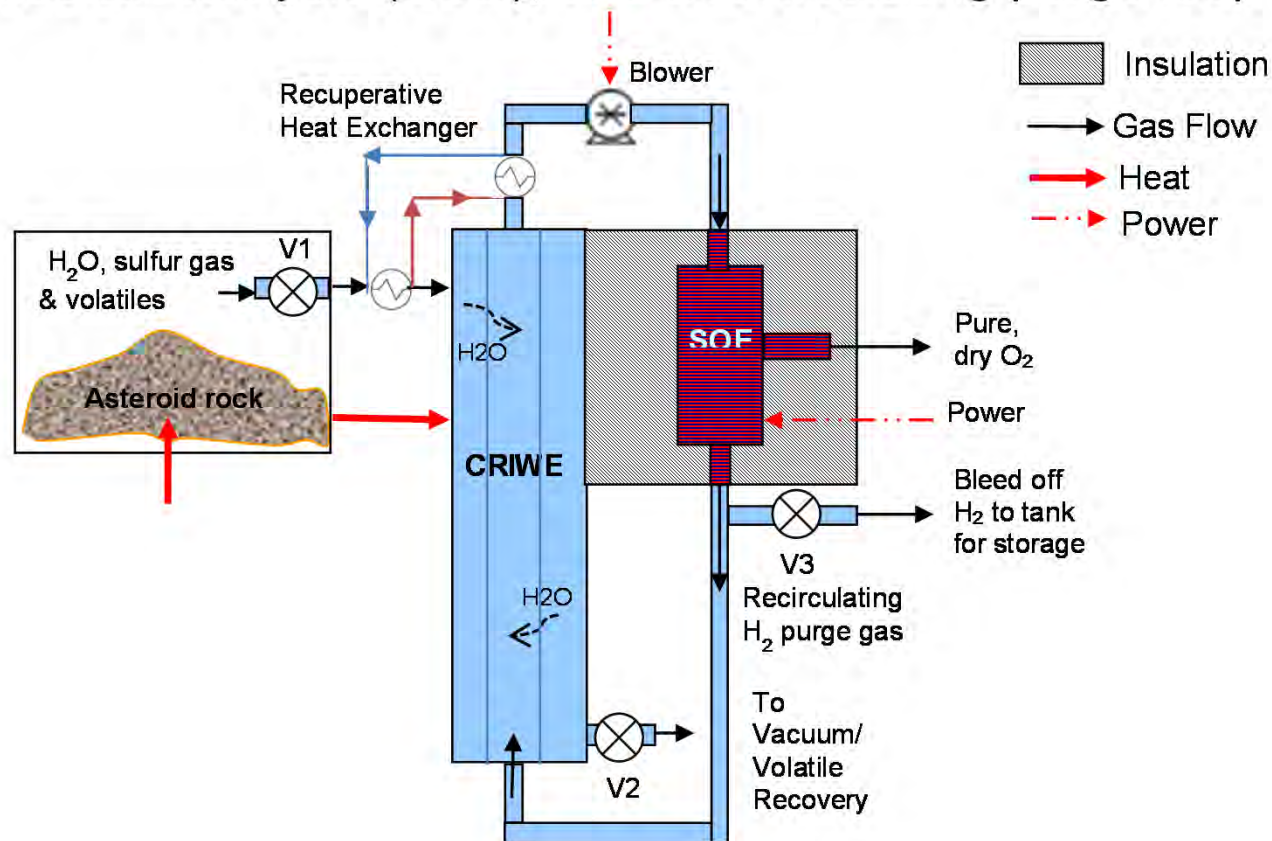 Blower
Recuperative
Heat Exchanger
Insulation
Gas Flow
Heat
Power
H₂O, sulfur gas
& volatiles
V1
H2O
SOE
Pure,
dry O₂
Asteroid rock
Power
CRIWE
Bleed off
H₂ to tank
for storage
V3
H2O
Recirculating
H₂ purge gas
V2
To
Vacuum/
Volatile
Recovery